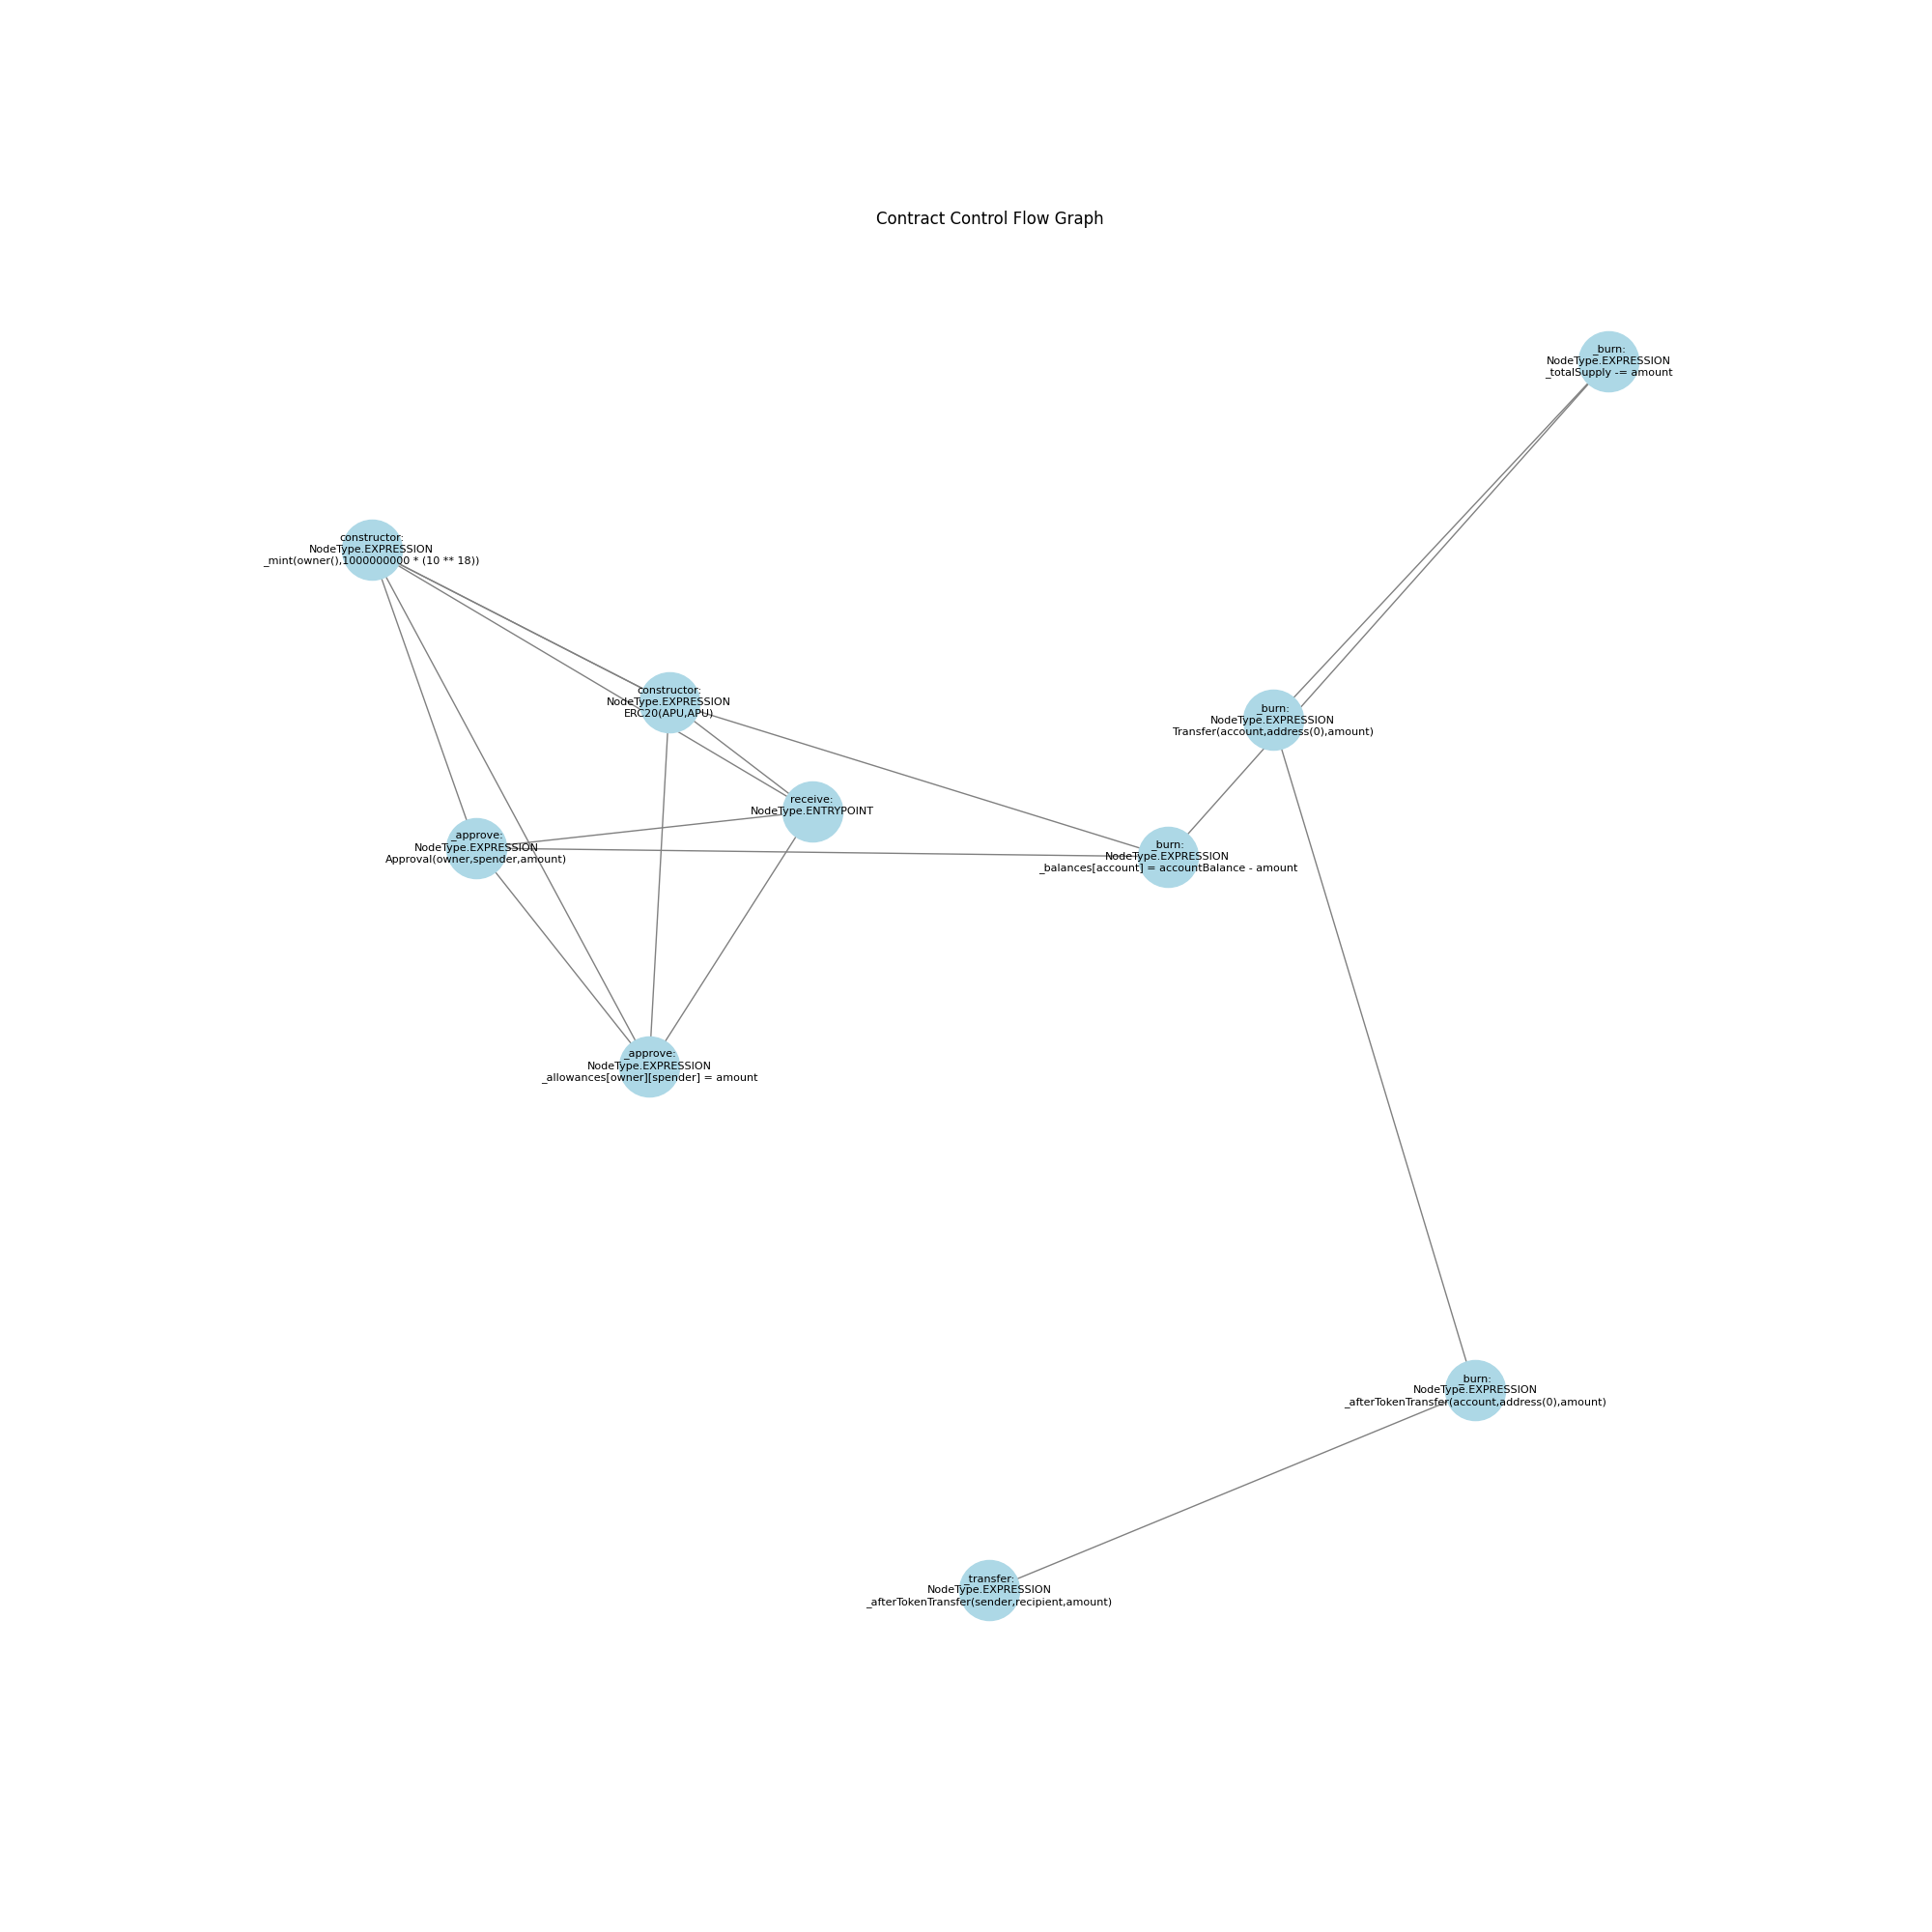 Contract Control Flow Graph
_burn:
NodeType.EXPRESSION
_totalSupply -= amount
constructor:
NodeType.EXPRESSION
_mint(owner(),1000000000 * (10 ** 18))
constructor:
NodeType.EXPRESSION
ERC20(APU,APU)
_burn:
NodeType.EXPRESSION
Transfer(account,address(0),amount)
receive:
NodeType.ENTRYPOINT
_approve:
NodeType.EXPRESSION
Approval(owner,spender,amount)
_burn:
NodeType.EXPRESSION
_balances[account] = accountBalance - amount
_approve:
NodeType.EXPRESSION
_allowances[owner][spender] = amount
_burn:
NodeType.EXPRESSION
_afterTokenTransfer(account,address(0),amount)
_transfer:
NodeType.EXPRESSION
_afterTokenTransfer(sender,recipient,amount)